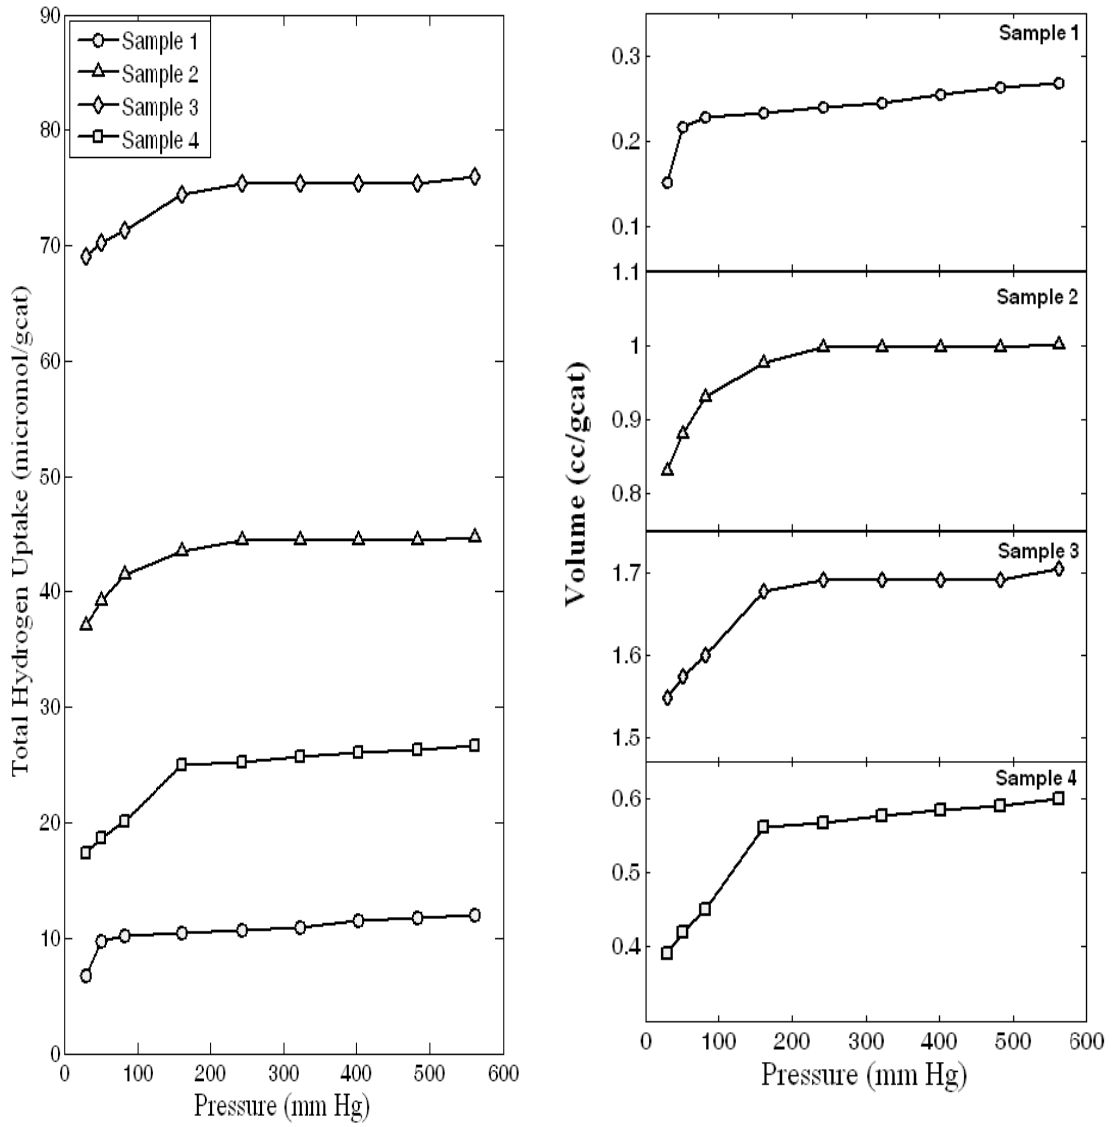 90
80
70
60
50
40
30
20
10
0
0 100 200 300 400 500 600
Total Hydrogen Uptake (micromol/gcat)
Pressure (mm Hg)
Sample 1
Sample 2
Sample 3
Sample 4
Volume (cc/gcat)
Sample 1
0.3
0.2
0.1
1.1
Sample 2
1
0.9
0.8
Sample 3
1.7
1.6
1.5
Sample 4
0.6
0.5
0.4
0 100 200 300 400 500 600
Pressure (mm Hg)